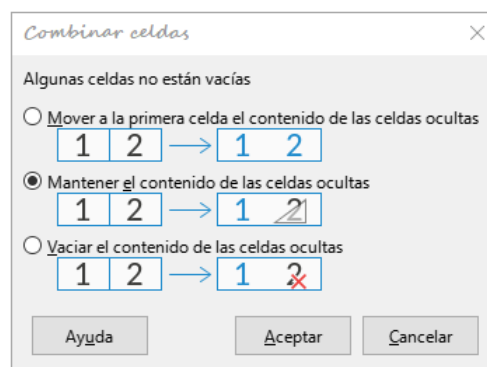 Combinar celdas
Algunas celdas no están vacías
Mover a la primera celda el contenido de las celdas ocultas
1 2 → 1 2
Mantener el contenido de las celdas ocultas
1 2 → 1 2
Vaciar el contenido de las celdas ocultas
1 2 → 1 2
Ayuda Aceptar Cancelar